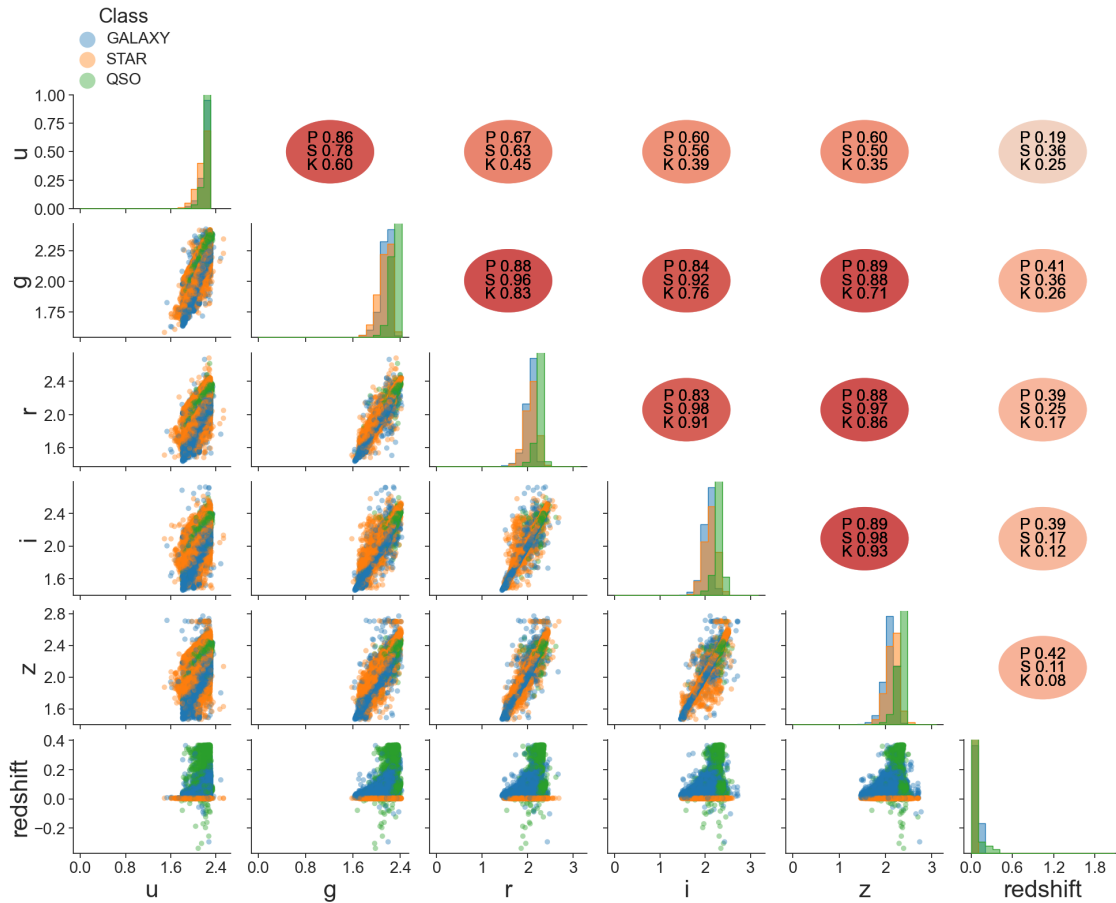 Class
GALAXY
STAR
QSO
1.00
0.75
0.50
0.25
0.00
u
P 0.86
S 0.78
K 0.60
P 0.67
S 0.63
K 0.45
P 0.60
S 0.56
K 0.39
P 0.60
S 0.50
K 0.35
P 0.19
S 0.36
K 0.25
2.25
2.00
1.75
g
P 0.88
S 0.96
K 0.83
P 0.84
S 0.92
K 0.76
P 0.89
S 0.88
K 0.71
P 0.41
S 0.36
K 0.26
2.4
2.0
1.6
r
P 0.83
S 0.98
K 0.91
P 0.88
S 0.97
K 0.86
P 0.39
S 0.25
K 0.17
2.4
2.0
1.6
i
P 0.89
S 0.98
K 0.93
P 0.39
S 0.17
K 0.12
2.8
2.4
2.0
1.6
z
P 0.42
S 0.11
K 0.08
0.4
0.2
0.0
−0.2
redshift
0.0 0.8 1.6 2.4
0.0 0.8 1.6 2.4
0 1 2 3
0 1 2 3
0 1 2 3
0.0 0.6 1.2 1.8
u g r i z redshift